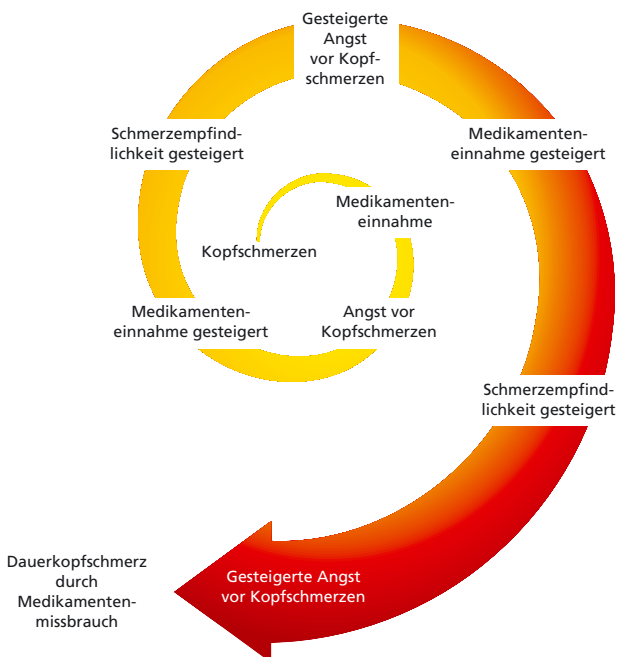 Gesteigerte
Angst
vor Kopf-
schmerzen
Schmerzempfind-
lichkeit gesteigert
Medikamenten-
einnahme gesteigert
Medikamenten-
einnahme
Kopfschmerzen
Medikamenten-
einnahme gesteigert
Angst vor
Kopfschmerzen
Schmerzempfind-
lichkeit gesteigert
Dauerkopfschmerz
durch
Medikamenten-
missbrauch
Gesteigerte Angst
vor Kopfschmerzen